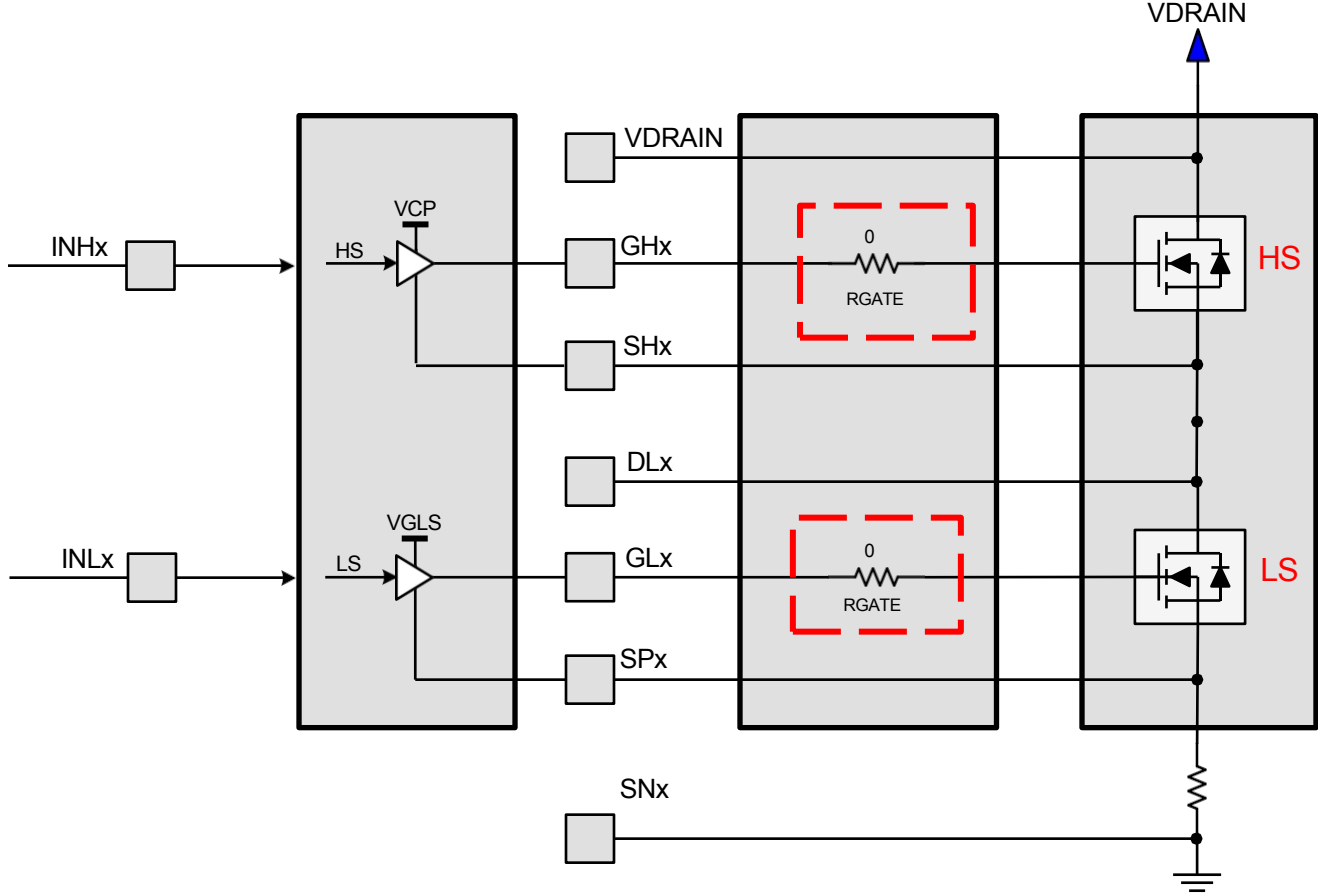 VDRAIN
VDRAIN
VCP
INHx
HS
GHx
0
RGATE
HS
SHx
DLx
VGLS
INLx
LS
GLx
0
RGATE
LS
SPx
SNx